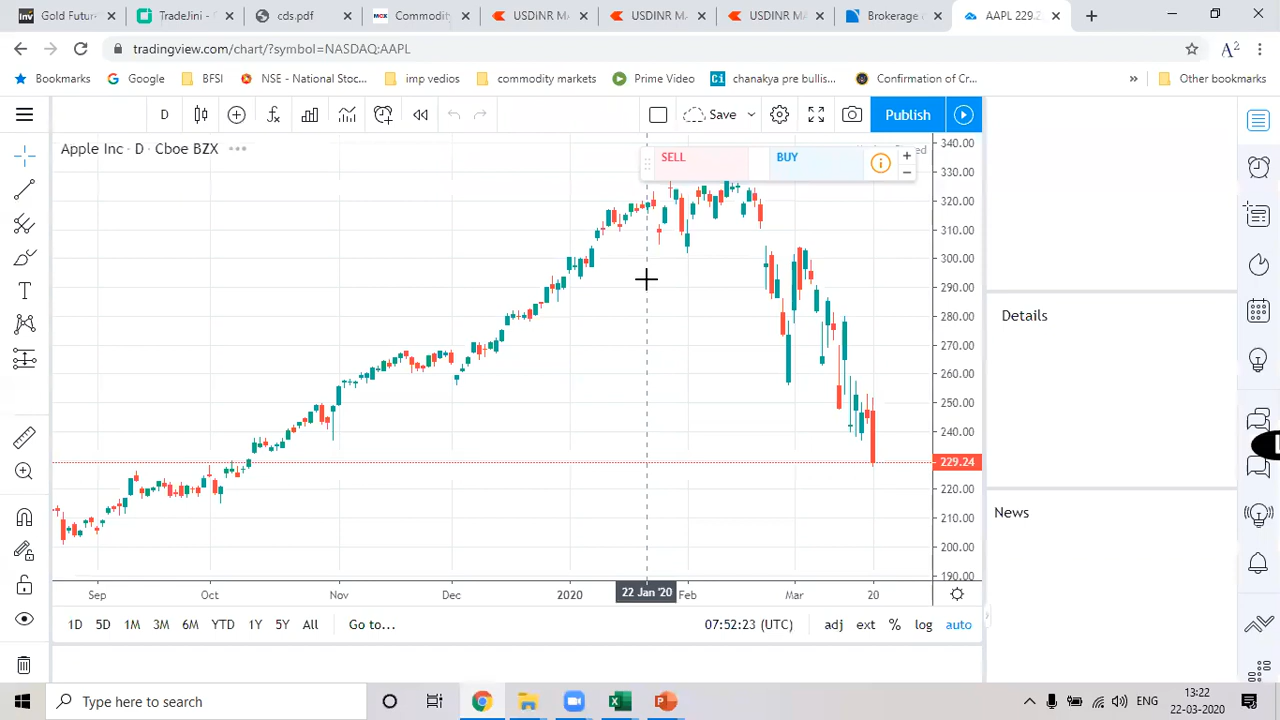 Gold Future
TradeJini -
cds.pdf
Commodity
USDINR MA
USDINR MA
USDINR MA
Brokerage
AAPL 229.2
tradingview.com/chart/?symbol=NASDAQ:AAPL
Bookmarks
Google
BFSI
NSE - National Stoc...
imp vedios
commodity markets
Prime Video
Ci chanakya pre bullis...
Confirmation of Cr...
»
Other bookmarks
D
Save
Publish
Apple Inc · D · Cboe BZX
SELL
BUY
340.00
330.00
320.00
310.00
300.00
290.00
280.00
270.00
260.00
250.00
240.00
229.24
220.00
210.00
200.00
190.00
Details
News
Sep
Oct
Nov
Dec
2020
22 Jan '20
Feb
Mar
20
1D 5D 1M 3M 6M YTD 1Y 5Y All Go to...
07:52:23 (UTC) adj ext % log auto
Type here to search
ENG
13:22
22-03-2020